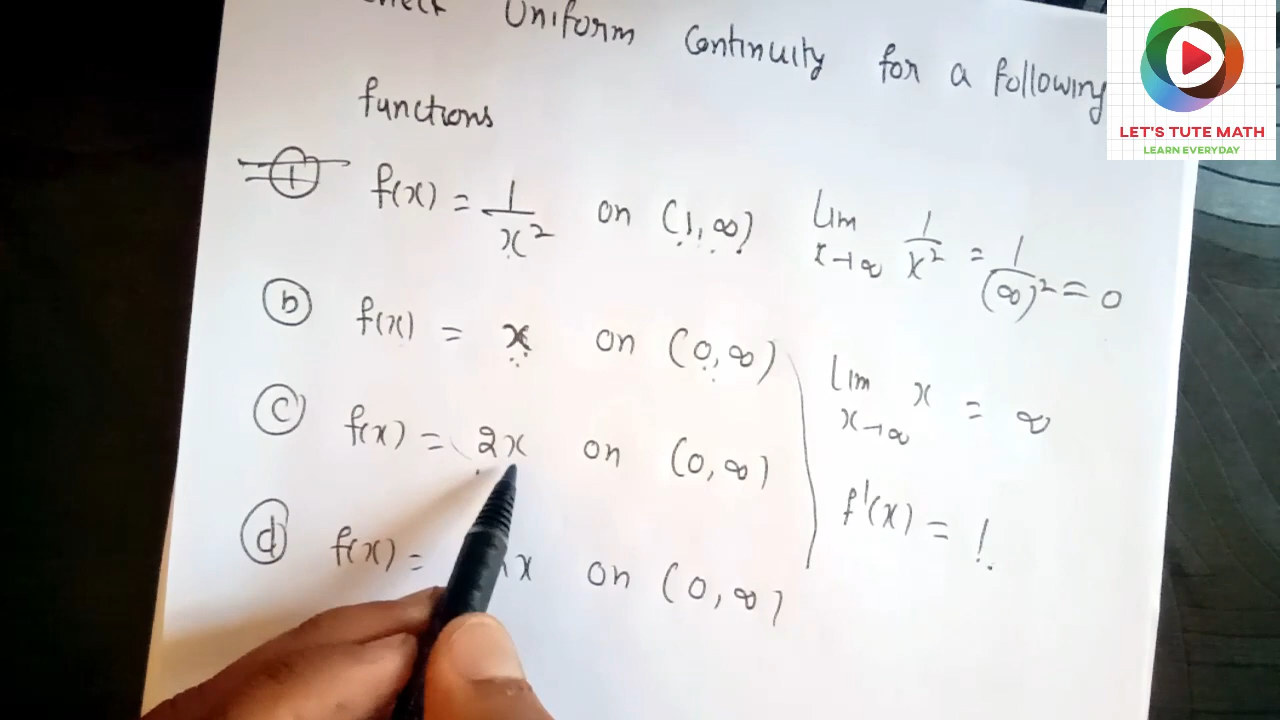 Uniform Continuity for a following
functions
① f(x) = 1/x² on (1, ∞)
lim x→∞ 1/x² = 1/(∞)² = 0
ⓑ f(x) = x on (0, ∞)
lim x→∞ x = ∞
ⓒ f(x) = 2x on (0, ∞)
f'(x) = 1.
ⓓ f(x) = x on (0, ∞)
LET'S TUTE MATH
LEARN EVERYDAY